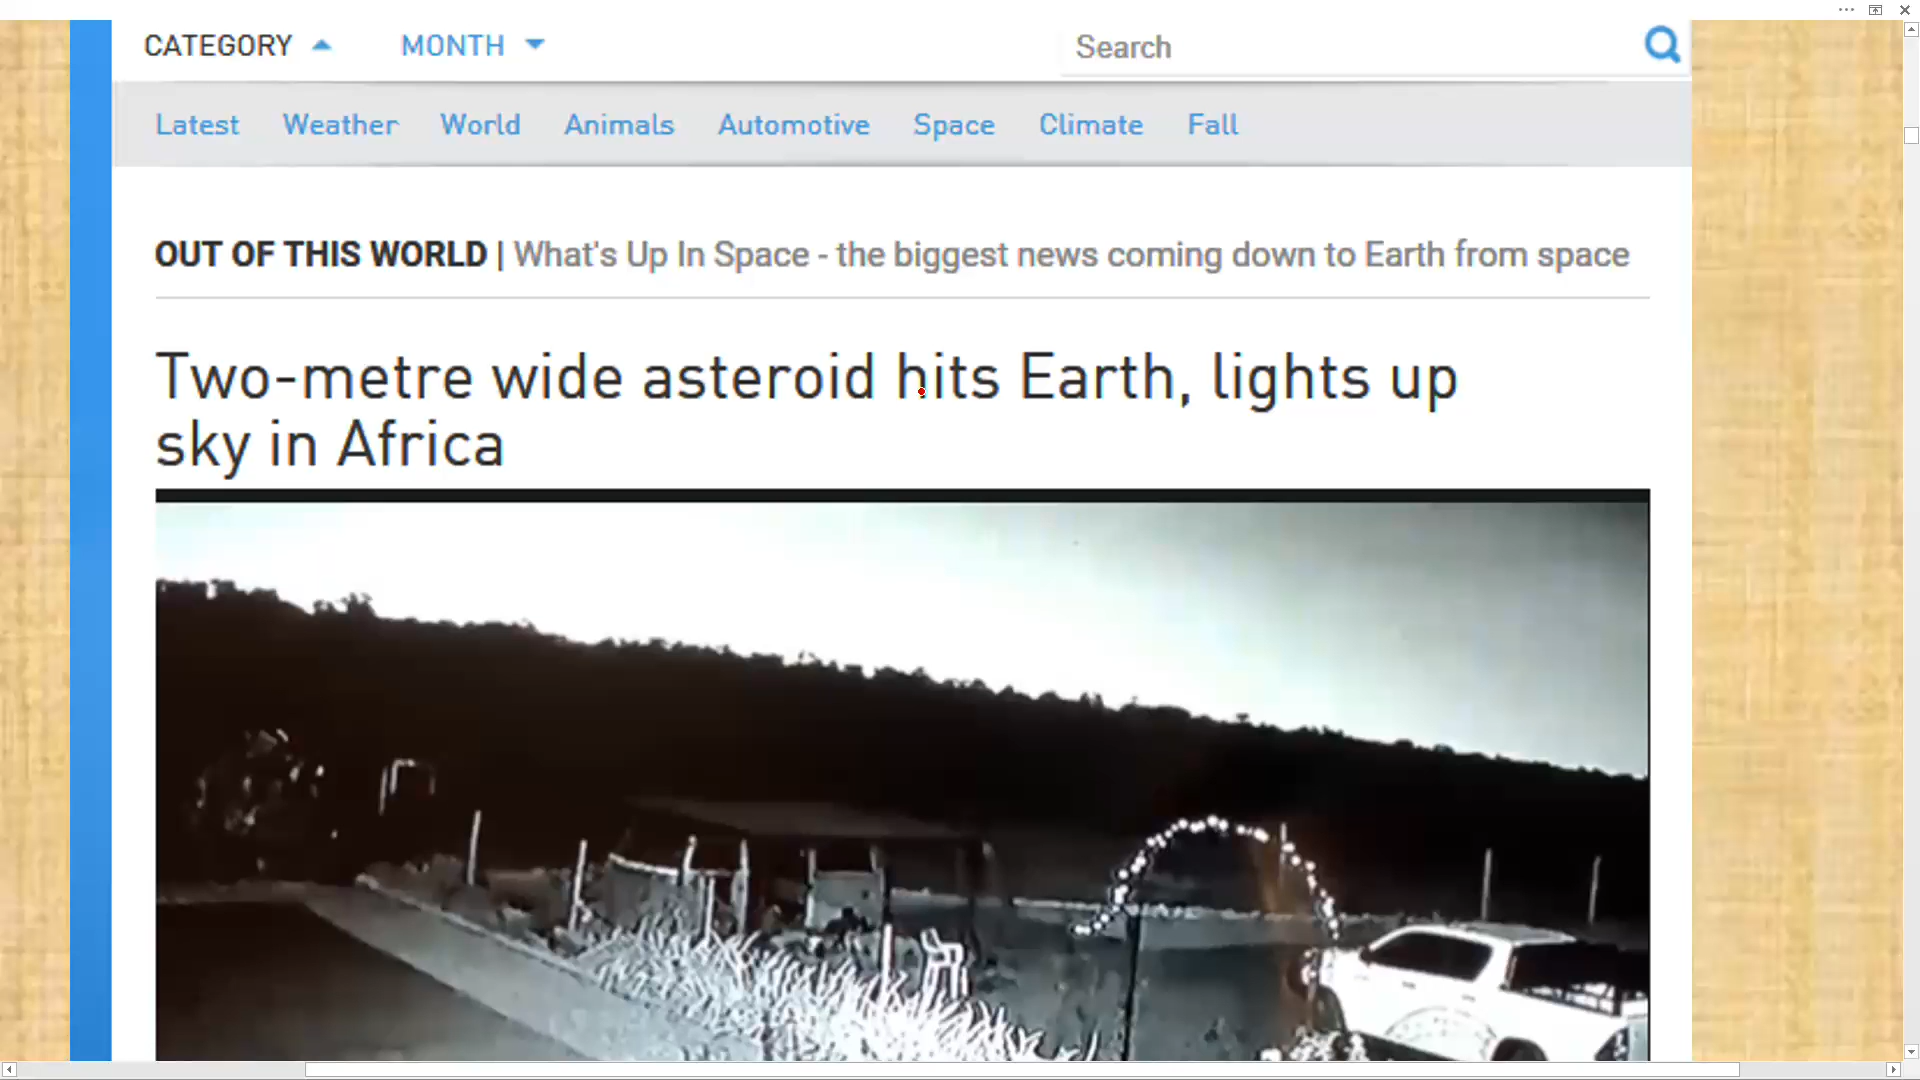 CATEGORY MONTH Search
Latest Weather World Animals Automotive Space Climate Fall
OUT OF THIS WORLD | What's Up In Space - the biggest news coming down to Earth from space
Two-metre wide asteroid hits Earth, lights up
sky in Africa